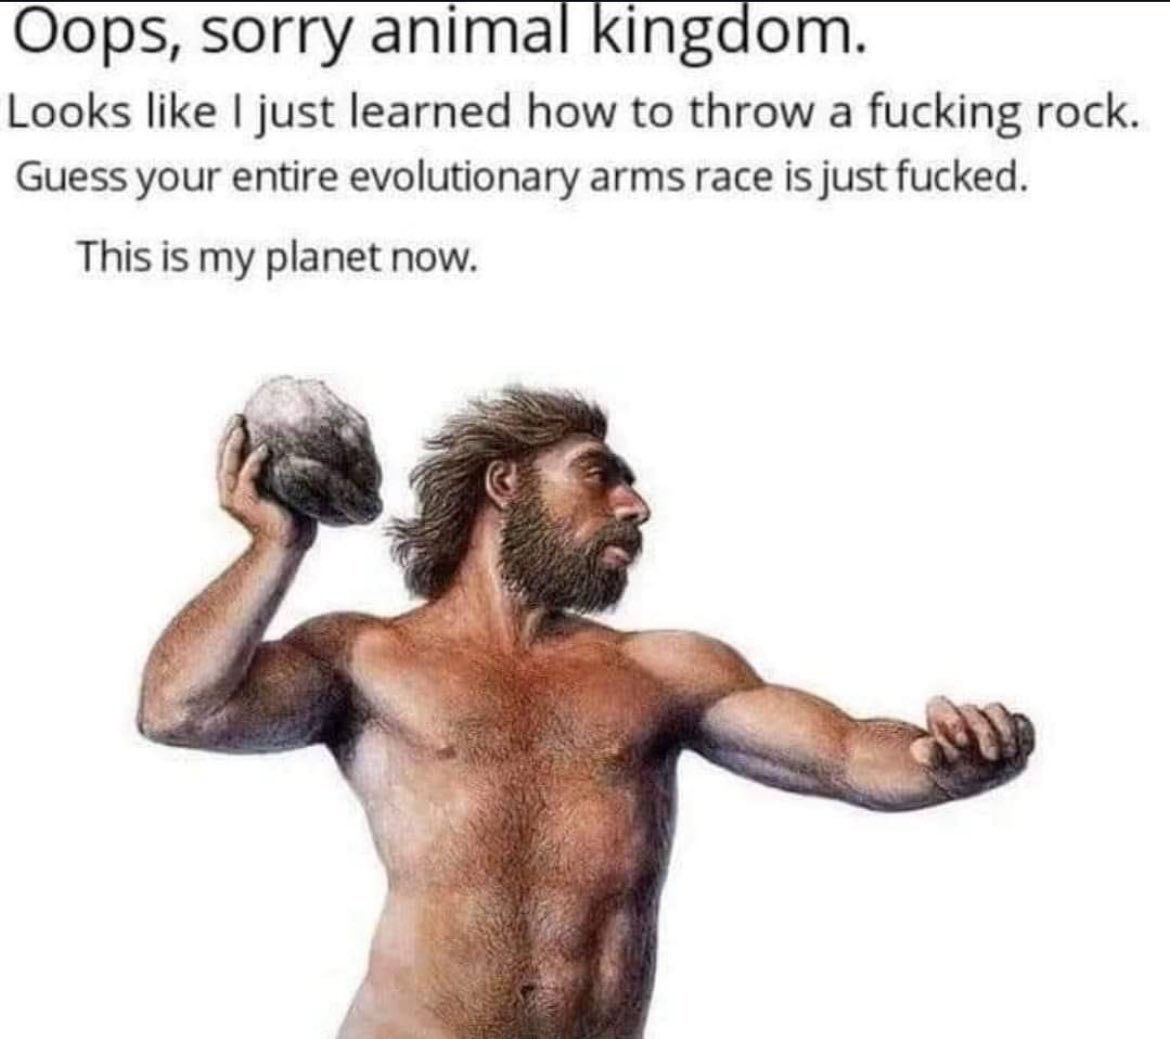 Oops, sorry animal kingdom.
Looks like I just learned how to throw a fucking rock.
Guess your entire evolutionary arms race is just fucked.
This is my planet now.